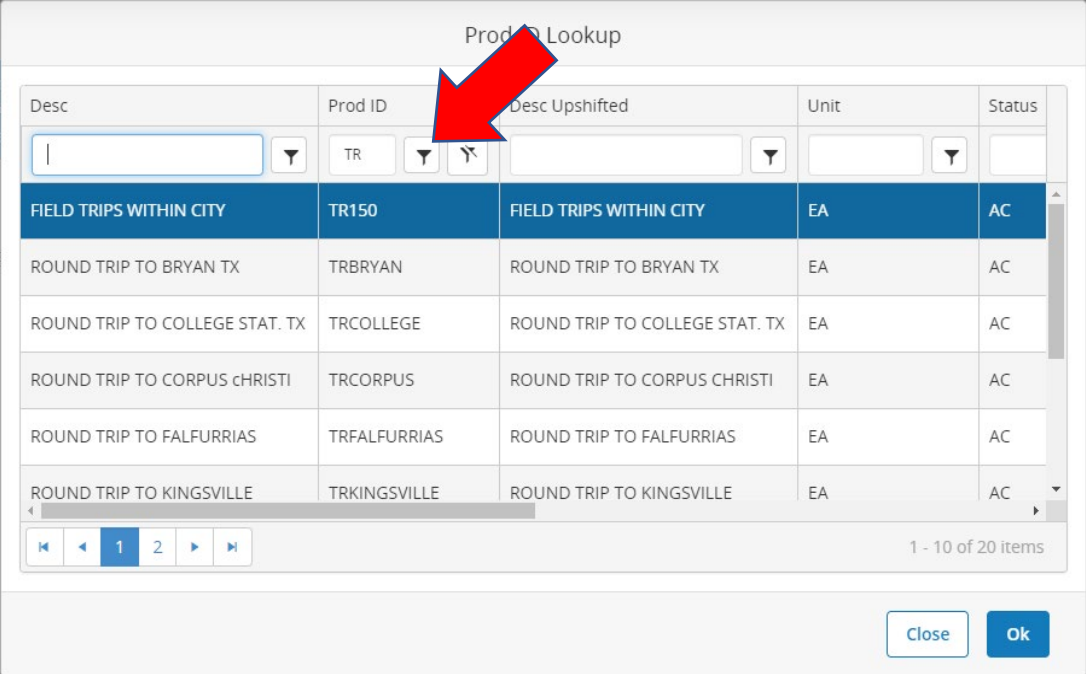 Prod ID Lookup
Desc Prod ID Desc Upshifted Unit Status
TR
FIELD TRIPS WITHIN CITY TR150 FIELD TRIPS WITHIN CITY EA AC
ROUND TRIP TO BRYAN TX TRBRYAN ROUND TRIP TO BRYAN TX EA AC
ROUND TRIP TO COLLEGE STAT. TX TRCOLLEGE ROUND TRIP TO COLLEGE STAT. TX EA AC
ROUND TRIP TO CORPUS cHRISTI TRCORPUS ROUND TRIP TO CORPUS CHRISTI EA AC
ROUND TRIP TO FALFURRIAS TRFALFURRIAS ROUND TRIP TO FALFURRIAS EA AC
ROUND TRIP TO KINGSVILLE TRKINGSVILLE ROUND TRIP TO KINGSVILLE EA AC
1 2 1 - 10 of 20 items
Close Ok